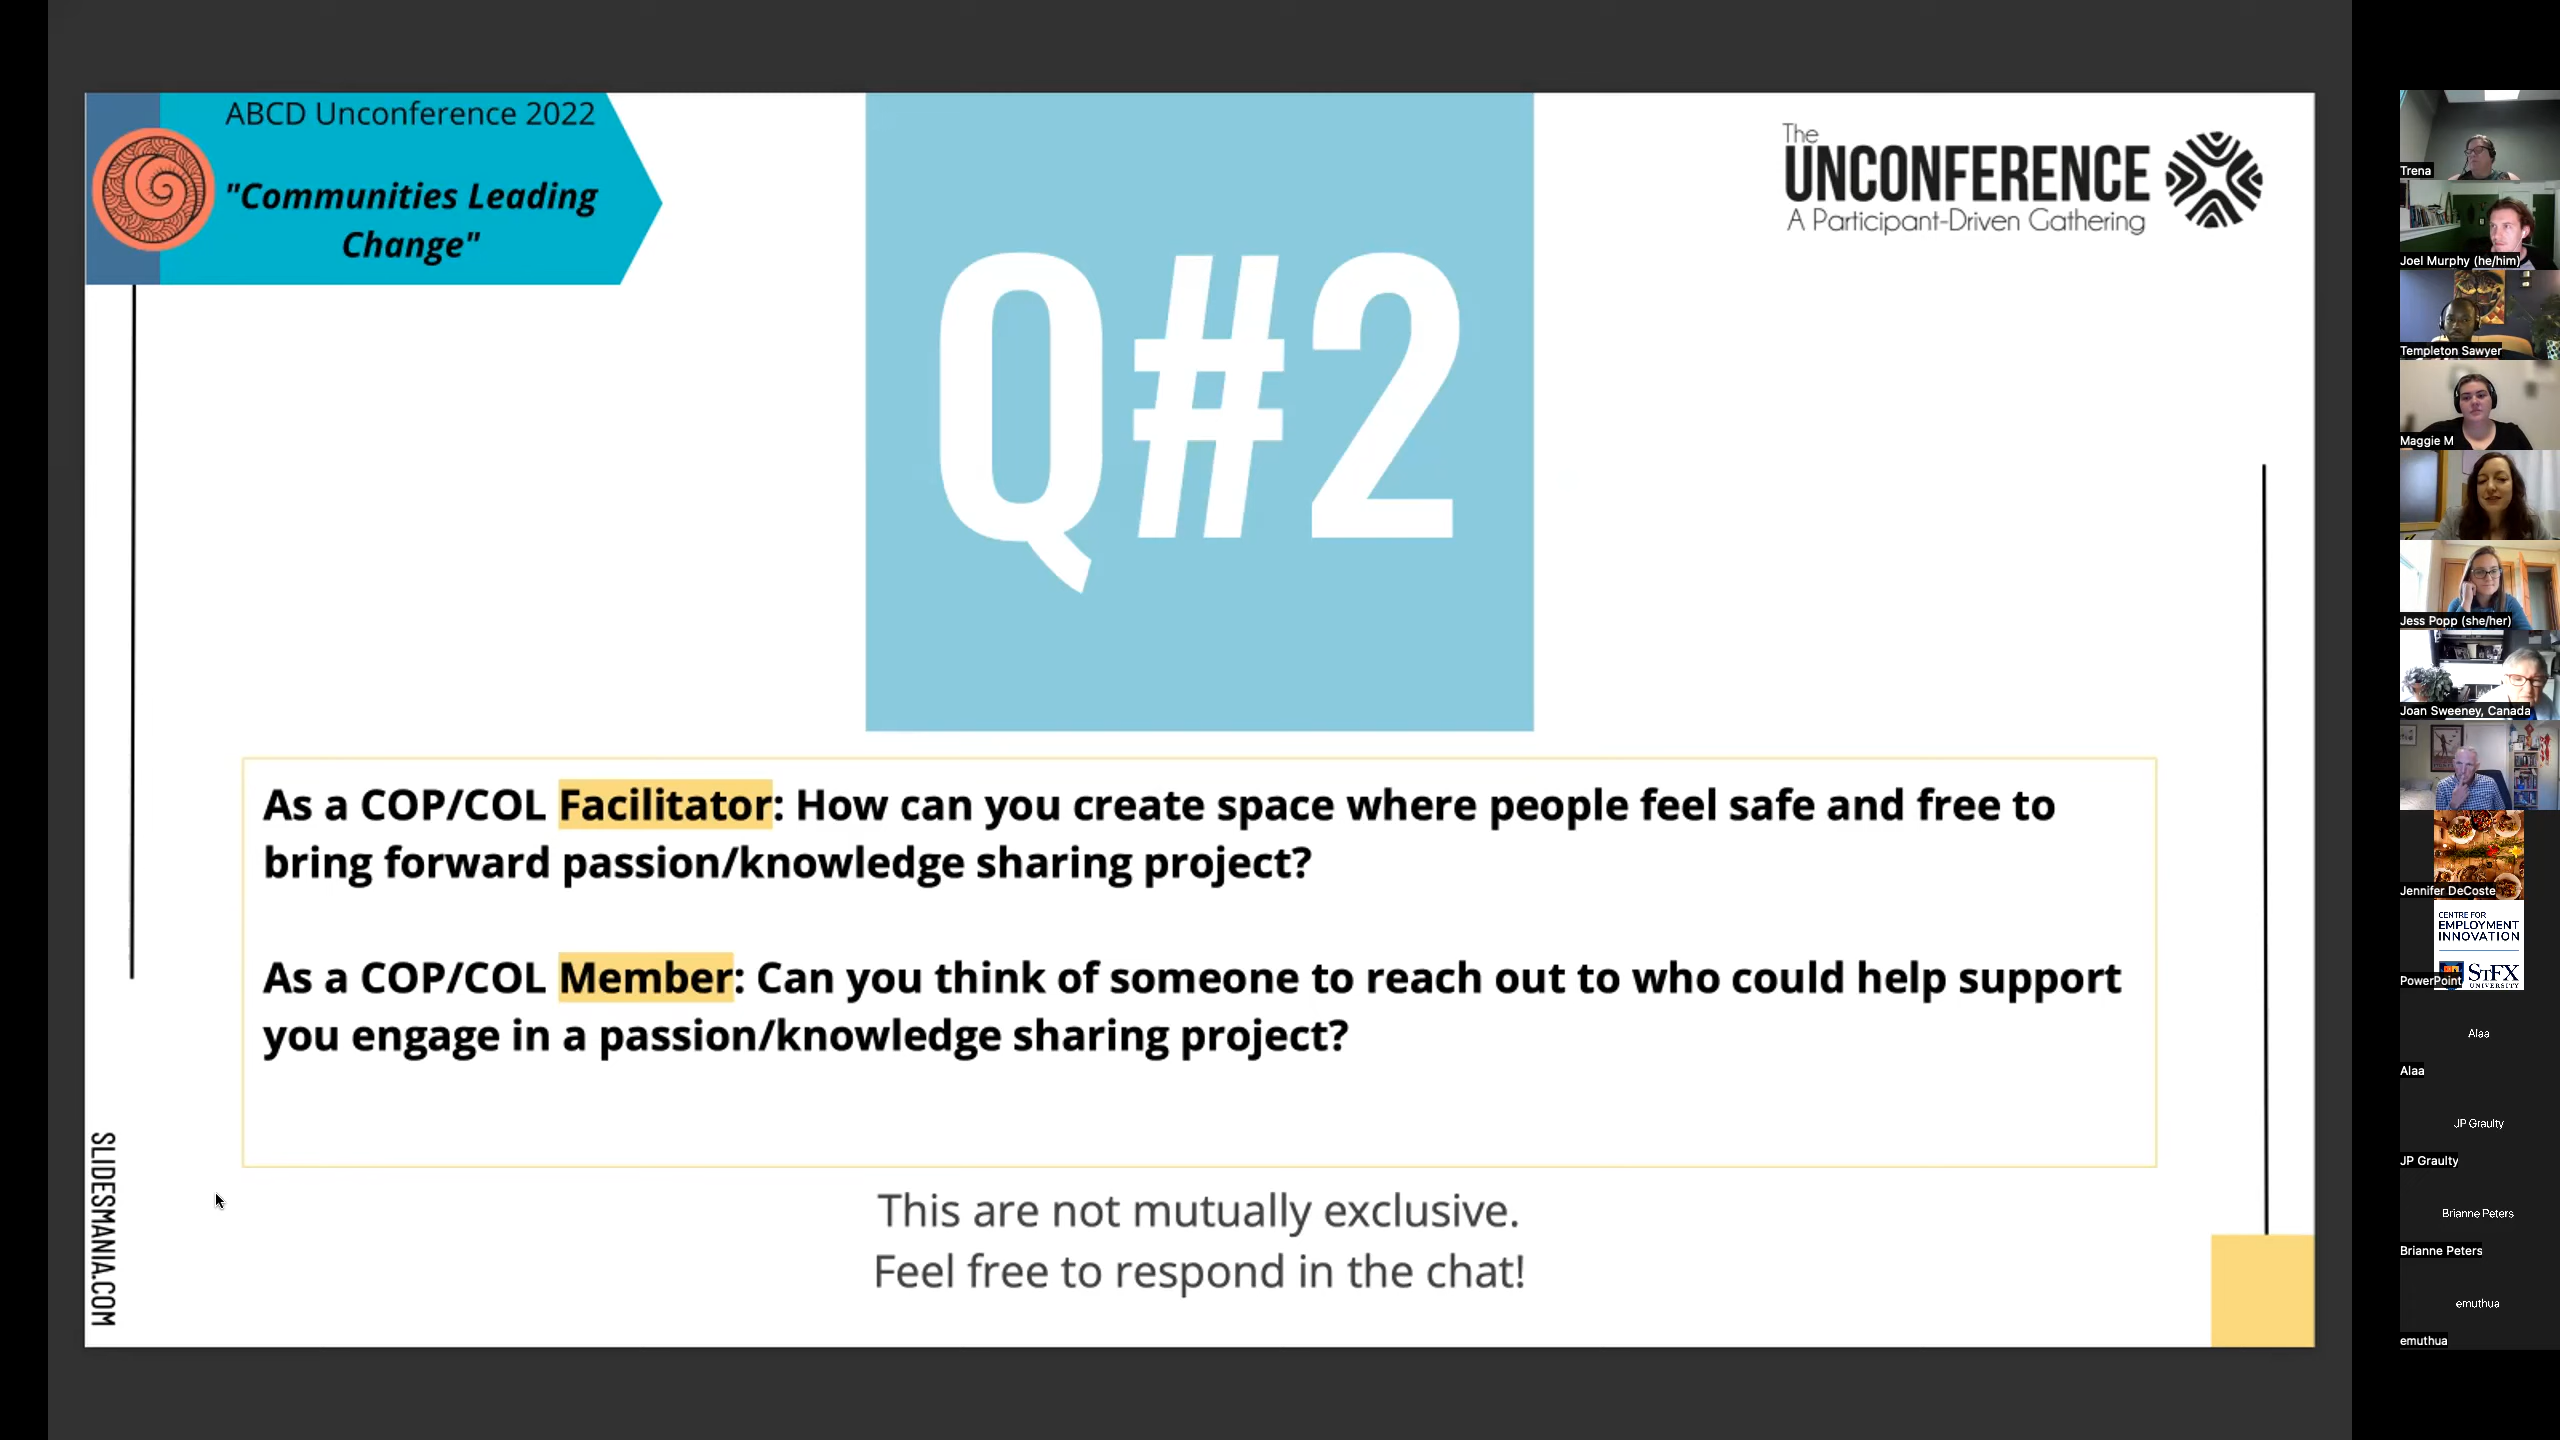 ABCD Unconference 2022
"Communities Leading
Change"
The
UNCONFERENCE
A Participant-Driven Gathering
Q#2
As a COP/COL Facilitator: How can you create space where people feel safe and free to
bring forward passion/knowledge sharing project?
As a COP/COL Member: Can you think of someone to reach out to who could help support
you engage in a passion/knowledge sharing project?
This are not mutually exclusive.
Feel free to respond in the chat!
SLIDESMANIA.COM
Trena
Joel Murphy (he/him)
Templeton Sawyer
Maggie M
Jess Popp (she/her)
Joan Sweeney, Canada
Jennifer DeCoste
CENTRE FOR
EMPLOYMENT
INNOVATION
STFX
UNIVERSITY
PowerPoint
Alaa
Alaa
JP Graulty
JP Graulty
Brianne Peters
Brianne Peters
emuthua
emuthua